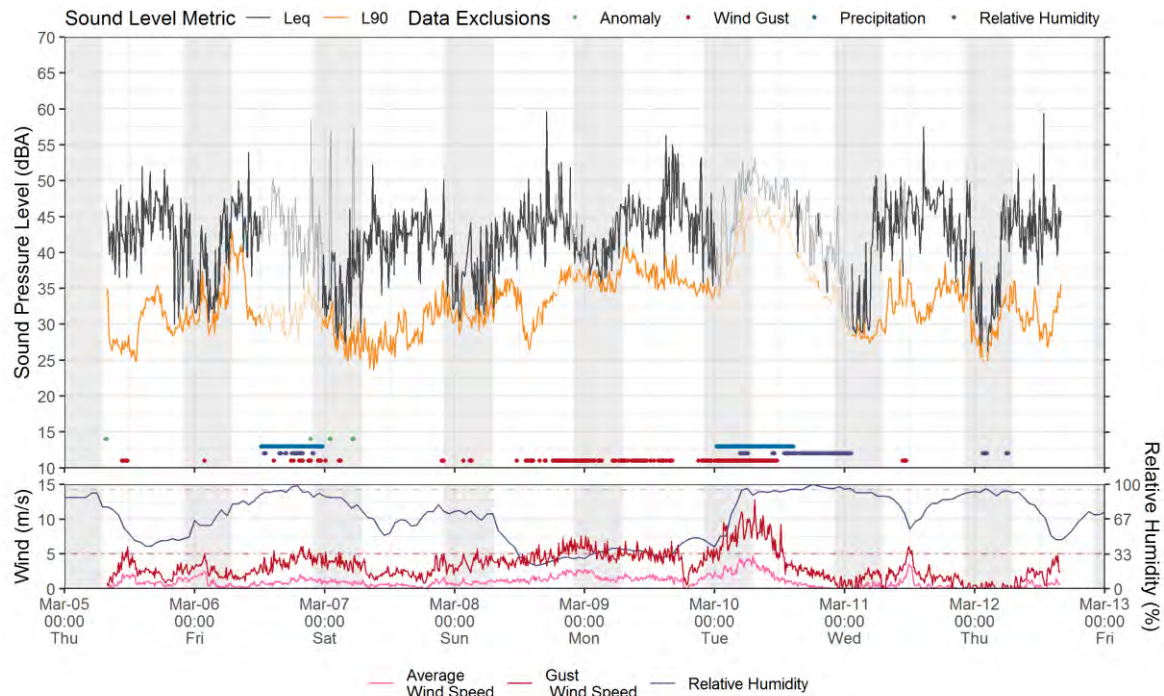 Sound Level Metric Leq L90 Data Exclusions Anomaly Wind Gust Precipitation Relative Humidity
Sound Pressure Level (dBA)
70
65
60
55
50
45
40
35
30
25
20
15
10
Wind (m/s)
15
10
5
0
Relative Humidity (%)
100
67
33
0
Mar-05 Mar-06 Mar-07 Mar-08 Mar-09 Mar-10 Mar-11 Mar-12 Mar-13
00:00 00:00 00:00 00:00 00:00 00:00 00:00 00:00 00:00
Thu Fri Sat Sun Mon Tue Wed Thu Fri
Average Wind Speed Gust Wind Speed Relative Humidity